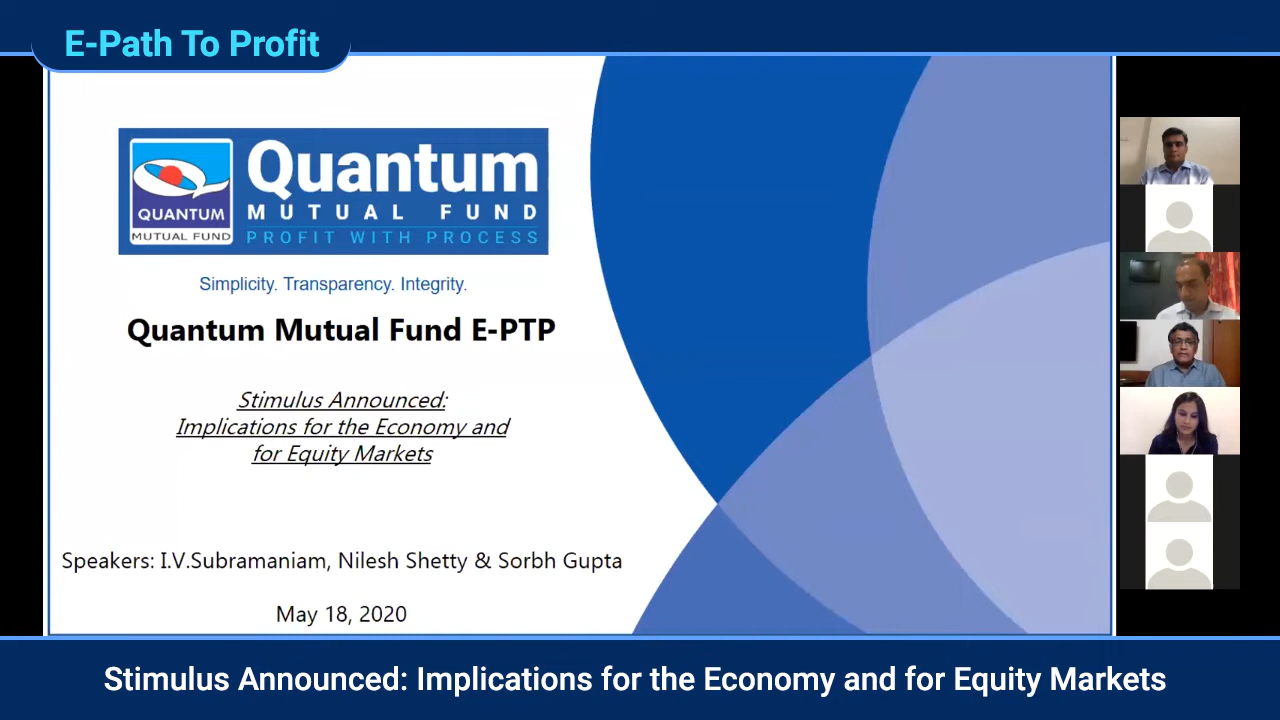 E-Path To Profit
Quantum
MUTUAL FUND
PROFIT WITH PROCESS
QUANTUM
MUTUAL FUND
Simplicity. Transparency. Integrity.
Quantum Mutual Fund E-PTP
Stimulus Announced:
Implications for the Economy and
for Equity Markets
Speakers: I.V.Subramaniam, Nilesh Shetty & Sorbh Gupta
May 18, 2020
Stimulus Announced: Implications for the Economy and for Equity Markets